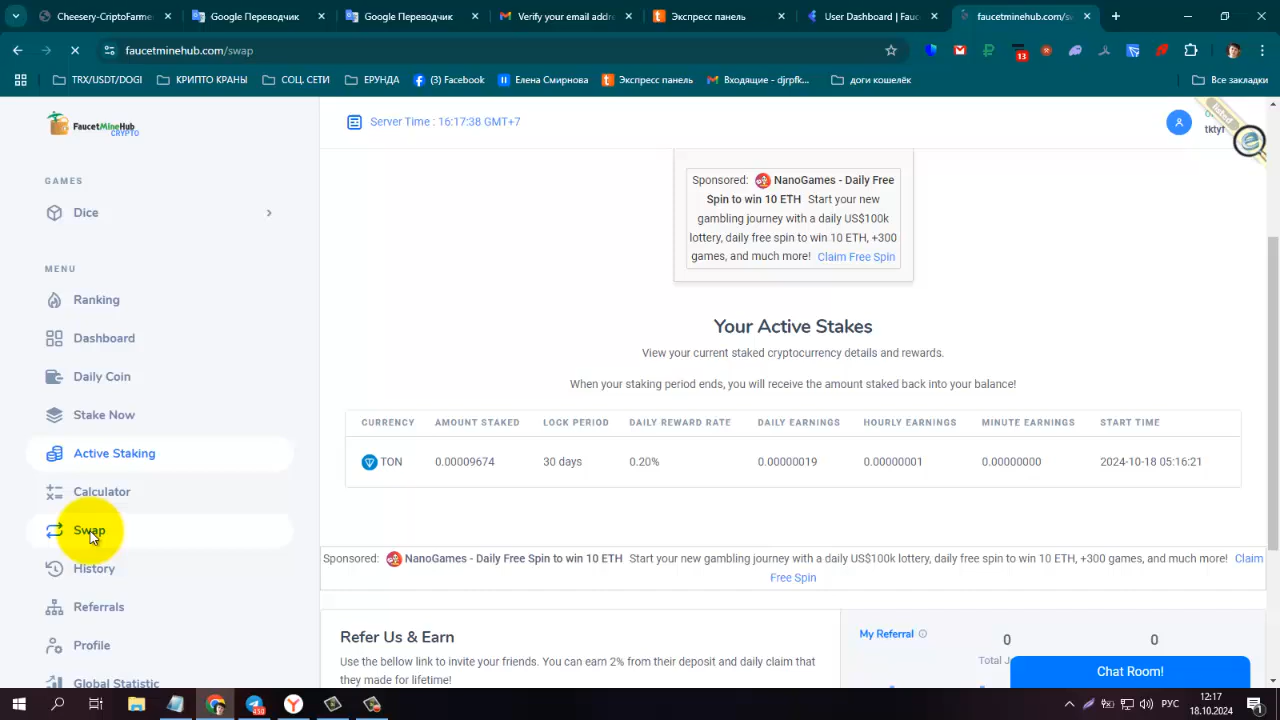 Cheesery-CryptoFarmer
Google Переводчик
Google Переводчик
Verify your email addre
Экспресс панель
User Dashboard | Fauc
faucetminehub.com/sw
faucetminehub.com/swap
13
TRX/USDT/DOGI
КРИПТО КРАНЫ
СОЦ. СЕТИ
ЕРУНДА
(3) Facebook
Елена Смирнова
Экспресс панель
Входящие - djrpfk...
доги кошелёк
Все закладки
FaucetMineHub
CRYPTO
Server Time : 16:17:38 GMT+7
tktyf
GAMES
Dice
MENU
Ranking
Dashboard
Daily Coin
Stake Now
Active Staking
Calculator
Swap
History
Referrals
Profile
Global Statistic
Sponsored: NanoGames - Daily Free
Spin to win 10 ETH Start your new
gambling journey with a daily US$100k
lottery, daily free spin to win 10 ETH, +300
games, and much more! Claim Free Spin
Your Active Stakes
View your current staked cryptocurrency details and rewards.
When your staking period ends, you will receive the amount staked back into your balance!
CURRENCY AMOUNT STAKED LOCK PERIOD DAILY REWARD RATE DAILY EARNINGS HOURLY EARNINGS MINUTE EARNINGS START TIME
TON 0.00009674 30 days 0.20% 0.00000019 0.00000001 0.00000000 2024-10-18 05:16:21
Sponsored: NanoGames - Daily Free Spin to win 10 ETH Start your new gambling journey with a daily US$100k lottery, daily free spin to win 10 ETH, +300 games, and much more! Claim
Free Spin
Refer Us & Earn
Use the bellow link to invite your friends. You can earn 2% from their deposit and daily claim that
they made for lifetime!
My Referral
0 0
Total J
Chat Room!
450
РУС
12:17
18.10.2024
1